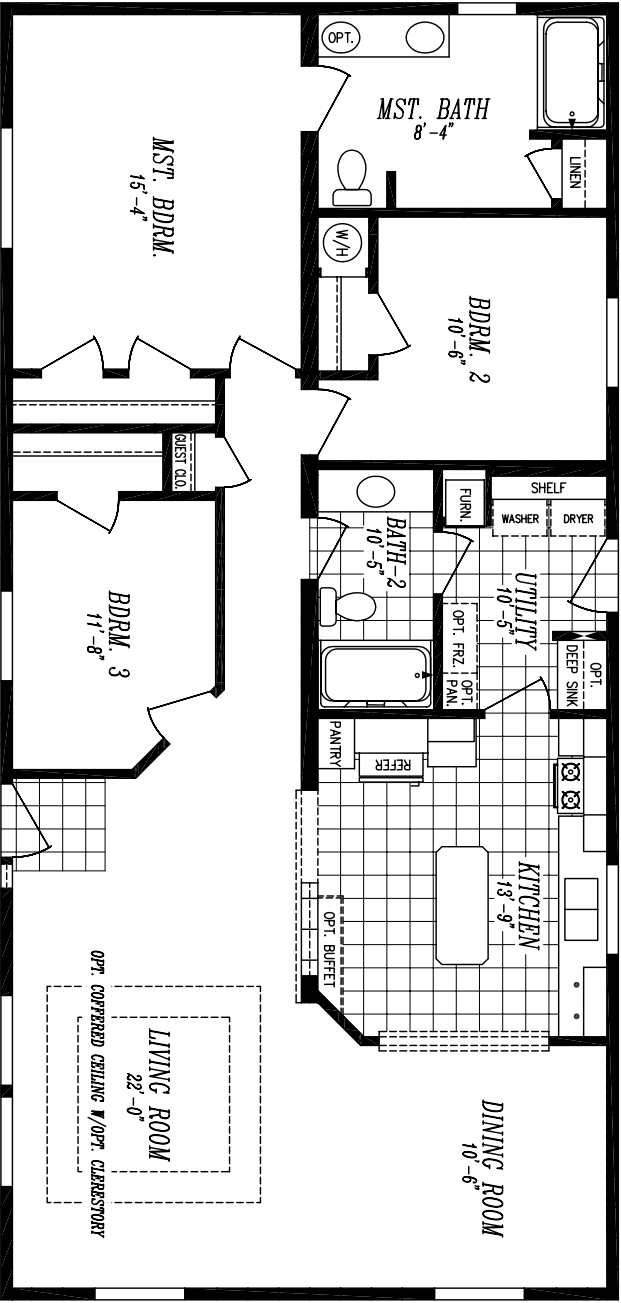 OPT.
MST. BATH
8'-4"
LINEN
MST. BDRM.
15'-4"
W/H
BDRM. 2
10'-6"
GUEST CLO.
FURN.
SHELF
WASHER
DRYER
BATH-2
10'-5"
UTILITY
10'-5"
BDRM. 3
11'-8"
OPT. FRZ.
OPT.
PAN.
OPT.
DEEP SINK
PANTRY
REFER
KITCHEN
13'-9"
OPT. BUFFET
LIVING ROOM
22'-0"
OPT. COFFERED CEILING W/OPT. CLERESTORY
DINING ROOM
10'-6"